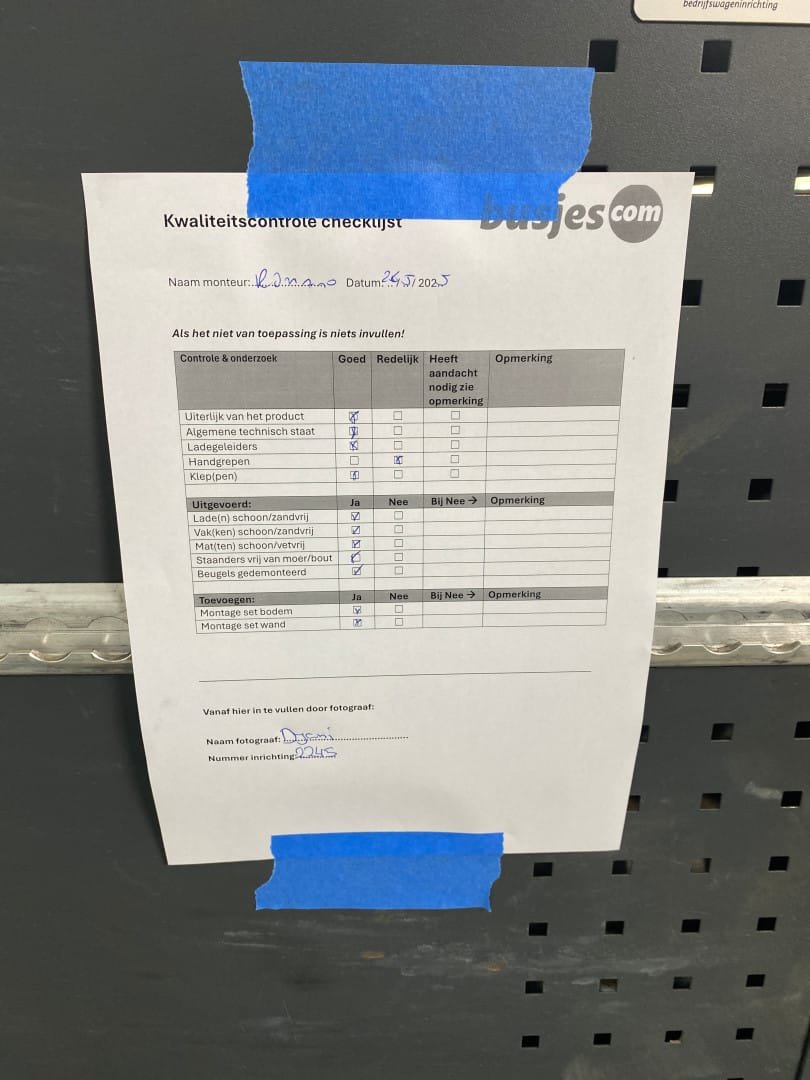 bedrijfswageninrichting
busjes com
Kwaliteitscontrole checklijst
Naam monteur: Romano Datum: 26/5/2025
Als het niet van toepassing is niets invullen!
Controle & onderzoek Goed Redelijk Heeft aandacht nodig zie opmerking Opmerking
Uiterlijk van het product ☒ ☐ ☐
Algemene technisch staat ☒ ☐ ☐
Ladegeleiders ☒ ☐ ☐
Handgrepen ☐ ☒ ☐
Klep(pen) ☒ ☐ ☐
Uitgevoerd: Ja Nee Bij Nee → Opmerking
Lade(n) schoon/zandvrij ☑ ☐
Vak(ken) schoon/zandvrij ☑ ☐
Mat(ten) schoon/vetvrij ☑ ☐
Staanders vrij van moer/bout ☑ ☐
Beugels gedemonteerd ☑ ☐
Toevoegen: Ja Nee Bij Nee → Opmerking
Montage set bodem ☑ ☐
Montage set wand ☒ ☐
Vanaf hier in te vullen door fotograaf:
Naam fotograaf: Dyani
Nummer inrichting: 2245